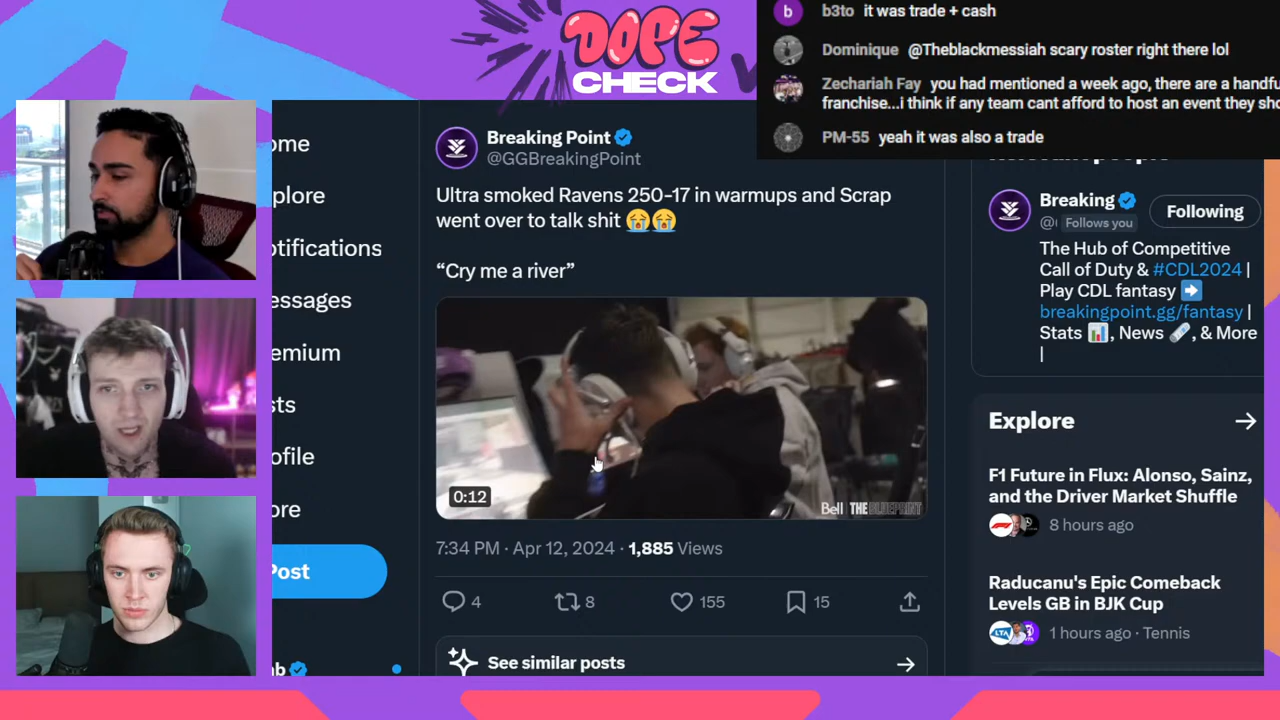 DOPE
CHECK
b3to it was trade + cash
Dominique @Theblackmessiah scary roster right there lol
Zechariah Fay you had mentioned a week ago, there are a
franchise...i think if any team cant afford to host an event they
PM-55 yeah it was also a trade
ome
plore
otifications
essages
emium
sts
ofile
ore
Post
Breaking Point
@GGBreakingPoint
Ultra smoked Ravens 250-17 in warmups and Scrap
went over to talk shit 😭😭
“Cry me a river”
0:12
Bell THE BLUEPRINT
7:34 PM · Apr 12, 2024 · 1,885 Views
4 8 155 15
See similar posts
Breaking
Follows you
Following
The Hub of Competitive
Call of Duty & #CDL2024 |
Play CDL fantasy ➡️
breakingpoint.gg/fantasy |
Stats 📊, News 🗞️, & More
|
Explore
F1 Future in Flux: Alonso, Sainz,
and the Driver Market Shuffle
8 hours ago
Raducanu's Epic Comeback
Levels GB in BJK Cup
1 hours ago · Tennis